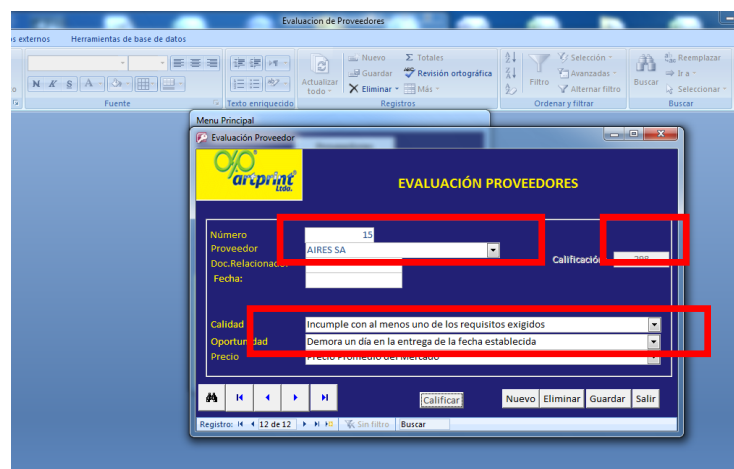 Evaluacion de Proveedores
os externos Herramientas de base de datos
Nuevo Σ Totales Selección Reemplazar
Guardar Revisión ortográfica Avanzadas Ir a
N K S A Actualizar todo Eliminar Más Filtro Alternar filtro Buscar Seleccionar
Fuente Texto enriquecido Registros Ordenar y filtrar Buscar
Menu Principal
Evaluación Proveedor
artprint
Ltda.
EVALUACIÓN PROVEEDORES
Número 15
Proveedor AIRES SA
Doc.Relacionado
Fecha:
Calidad Incumple con al menos uno de los requisitos exigidos
Oportunidad Demora un día en la entrega de la fecha establecida
Precio Precio Promedio del Mercado
Calificar Nuevo Eliminar Guardar Salir
Registro: 12 de 12 Sin filtro Buscar